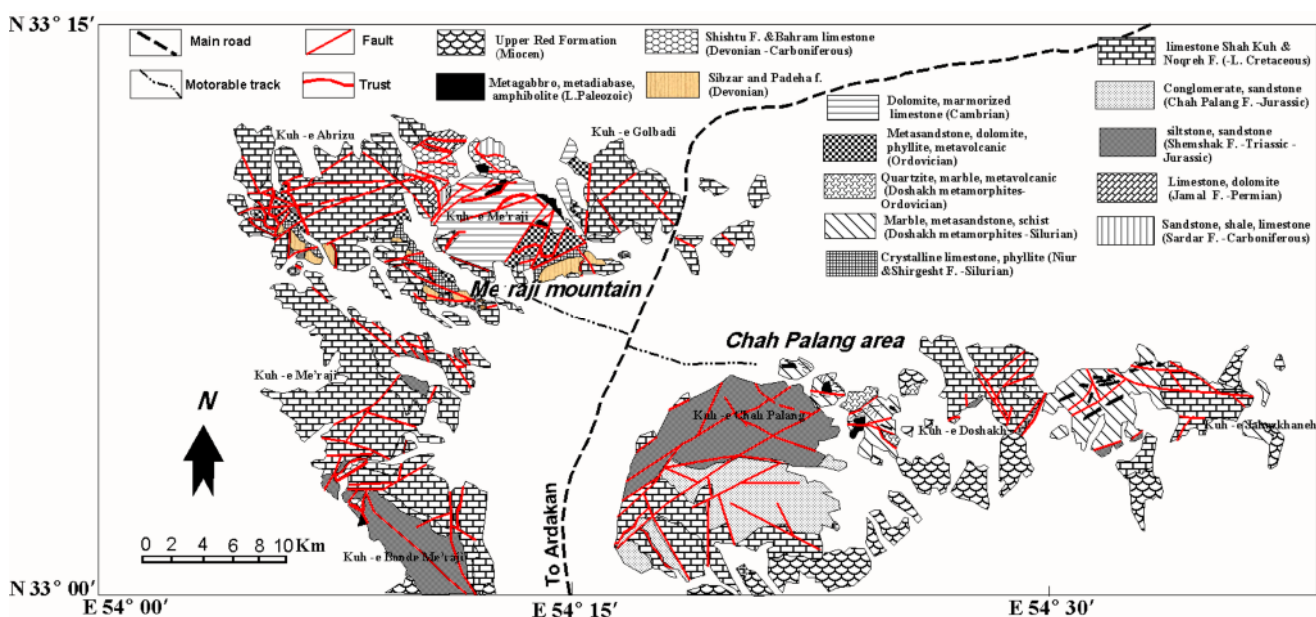 N 33° 15′
Main road
Motorable track
Fault
Trust
Upper Red Formation
(Miocen)
Metagabbro, metadiabase,
amphibolite (L.Paleozoic)
Shishtu F. &Bahram limestone
(Devonian -Carboniferous)
Sibzar and Padeha f.
(Devonian)
Dolomite, marmorized
limestone (Cambrian)
Metasandstone, dolomite,
phyllite, metavolcanic
(Ordovician)
Quartzite, marble, metavolcanic
(Doshakh metamorphites-
Ordovician)
Marble, metasandstone, schist
(Doshakh metamorphites -Silurian)
Crystalline limestone, phyllite (Niur
&Shirgesht F. -Silurian)
limestone Shah Kuh &
Noqreh F. (-L. Cretaceous)
Conglomerate, sandstone
(Chah Palang F. -Jurassic)
siltstone, sandstone
(Shemshak F. -Triassic -
Jurassic)
Limestone, dolomite
(Jamal F. -Permian)
Sandstone, shale, limestone
(Sardar F. -Carboniferous)
Kuh -e Abrizu
Kuh -e Golbadi
Kuh -e Me'raji
Me raji mountain
Chah Palang area
Kuh -e Me'raji
Kuh -e Chah Palang
Kuh -e Doshakh
N
Kuh -e Bonde Me'raji
0 2 4 6 8 10 Km
To Ardakan
N 33° 00′
E 54° 00′
E 54° 15′
E 54° 30′